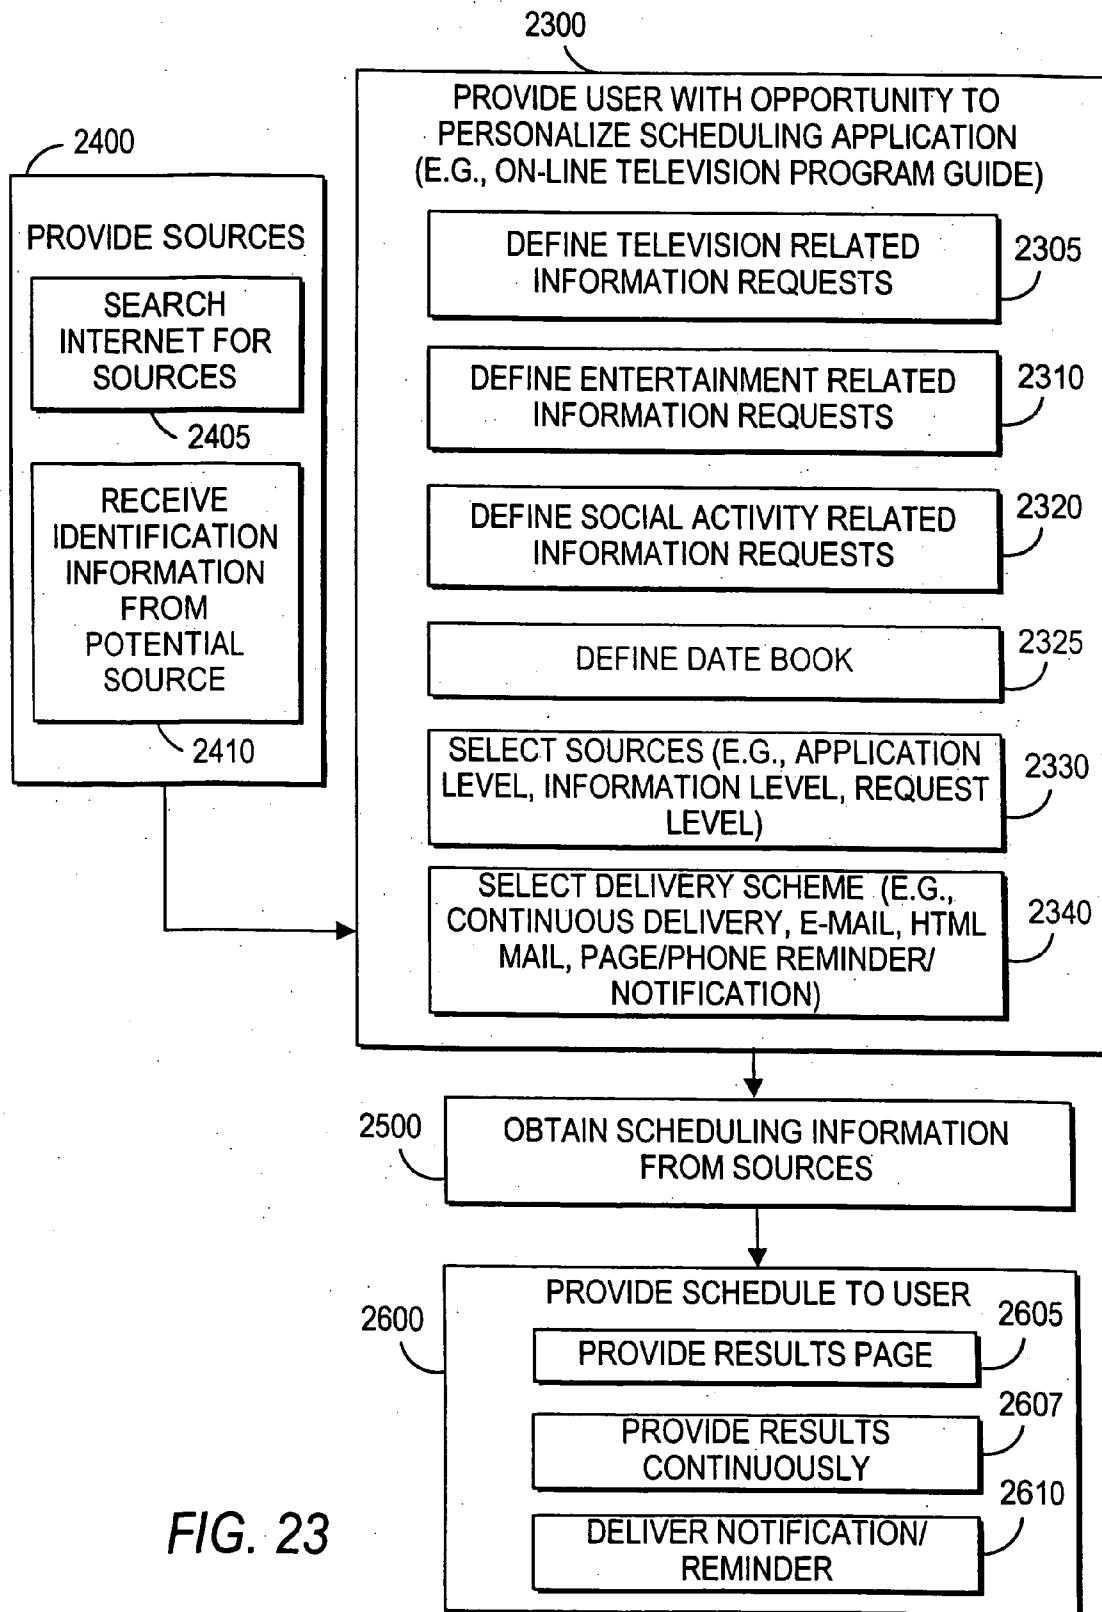 2300
PROVIDE USER WITH OPPORTUNITY TO
PERSONALIZE SCHEDULING APPLICATION
(E.G., ON-LINE TELEVISION PROGRAM GUIDE)
2400
PROVIDE SOURCES
SEARCH
INTERNET FOR
SOURCES
2405
RECEIVE
IDENTIFICATION
INFORMATION
FROM
POTENTIAL
SOURCE
2410
DEFINE TELEVISION RELATED
INFORMATION REQUESTS
2305
DEFINE ENTERTAINMENT RELATED
INFORMATION REQUESTS
2310
DEFINE SOCIAL ACTIVITY RELATED
INFORMATION REQUESTS
2320
DEFINE DATE BOOK
2325
SELECT SOURCES (E.G., APPLICATION
LEVEL, INFORMATION LEVEL, REQUEST
LEVEL)
2330
SELECT DELIVERY SCHEME (E.G.,
CONTINUOUS DELIVERY, E-MAIL, HTML
MAIL, PAGE/PHONE REMINDER/
NOTIFICATION)
2340
2500
OBTAIN SCHEDULING INFORMATION
FROM SOURCES
2600
PROVIDE SCHEDULE TO USER
PROVIDE RESULTS PAGE
2605
PROVIDE RESULTS
CONTINUOUSLY
2607
DELIVER NOTIFICATION/
REMINDER
2610
FIG. 23